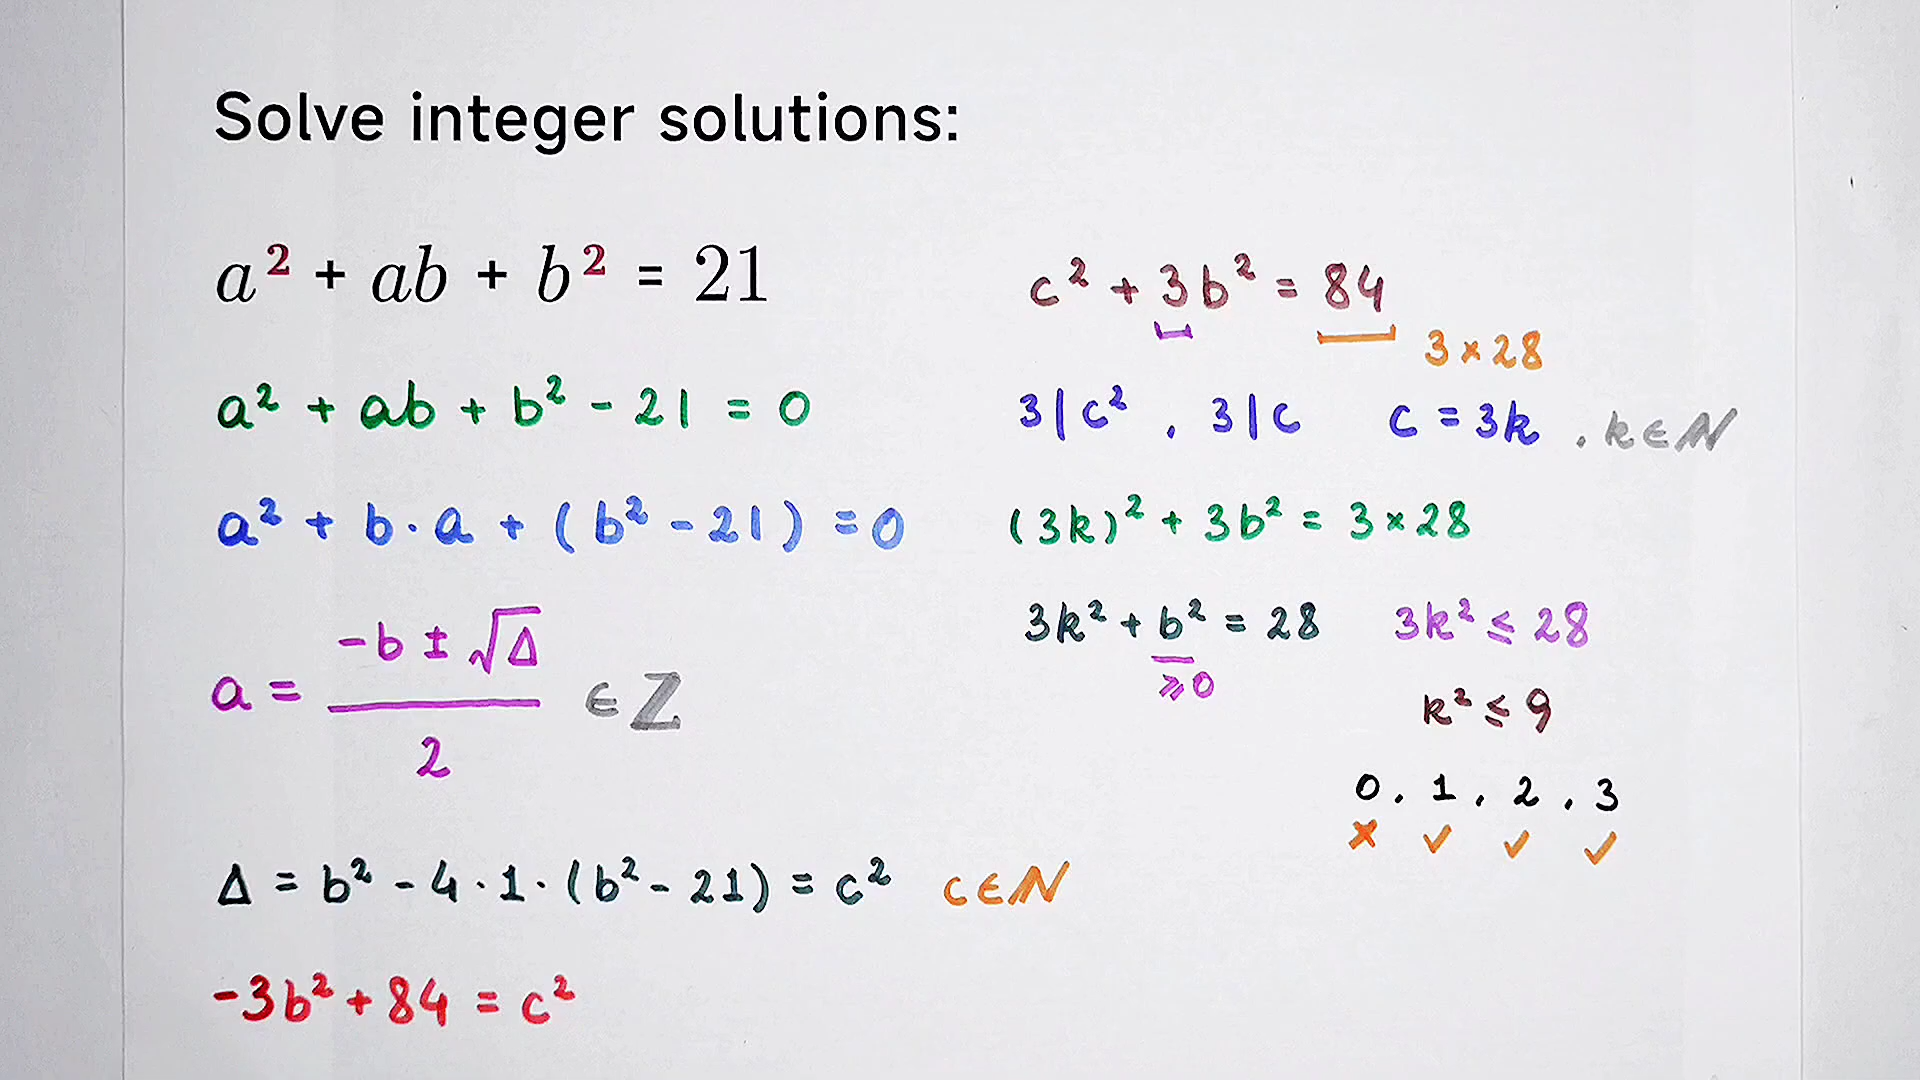 Solve integer solutions:
a² + ab + b² = 21
a² + ab + b² - 21 = 0
a² + b · a + (b² - 21) = 0
a = (-b ± √Δ) / 2 ∈ ℤ
Δ = b² - 4 · 1 · (b² - 21) = c² c ∈ N
-3b² + 84 = c²
c² + 3b² = 84
3 × 28
3 | c² , 3 | c c = 3k , k ∈ N
(3k)² + 3b² = 3 × 28
3k² + b² = 28 3k² ≤ 28
⩾ 0
k² ≤ 9
0 , 1 , 2 , 3
× ✓ ✓ ✓